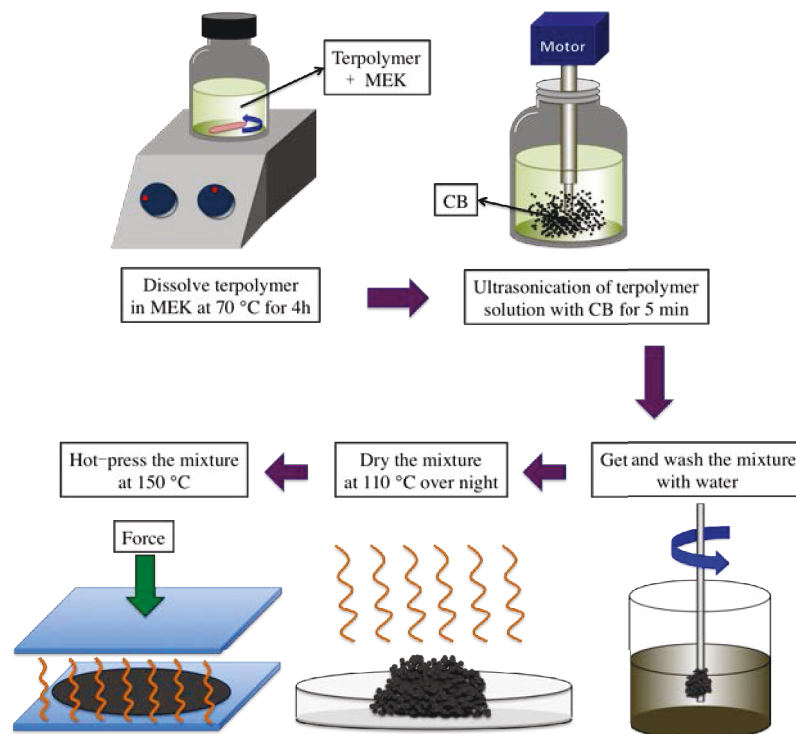 Terpolymer
+ MEK
Motor
CB
Dissolve terpolymer
in MEK at 70 °C for 4h
Ultrasonication of terpolymer
solution with CB for 5 min
Hot−press the mixture
at 150 °C
Dry the mixture
at 110 °C over night
Get and wash the mixture
with water
Force